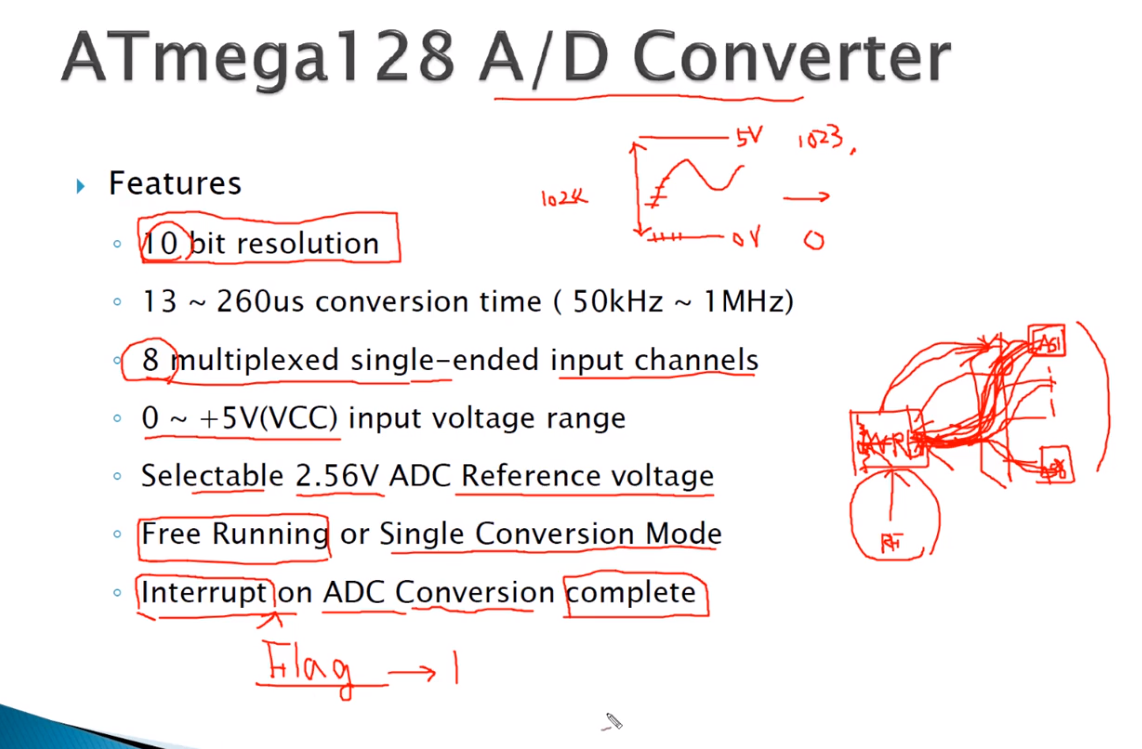 ATmega128 A/D Converter
5V 1023,
Features
1024
10 bit resolution
0V 0
13 ~ 260us conversion time ( 50kHz ~ 1MHz)
8 multiplexed single-ended input channels
AS1
0 ~ +5V(VCC) input voltage range
AVR
Selectable 2.56V ADC Reference voltage
Free Running or Single Conversion Mode
Interrupt on ADC Conversion complete
Flag → 1